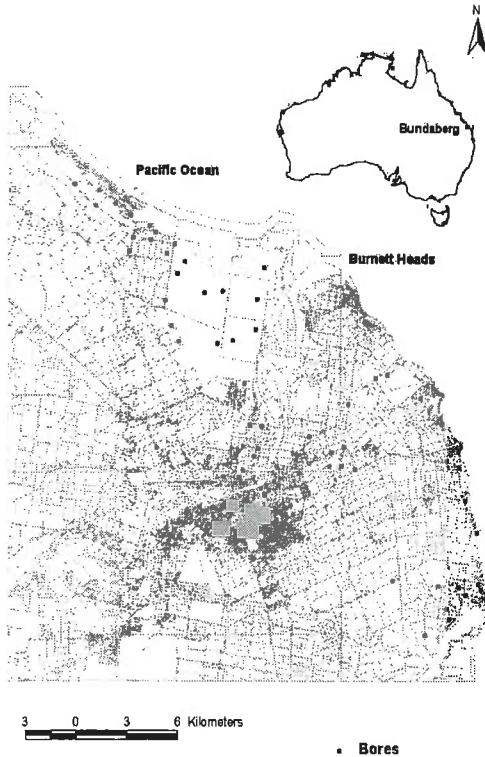 N
Bundaberg
Pacific Ocean
Burnett Heads
3 0 3 6 Kilometers
Bores